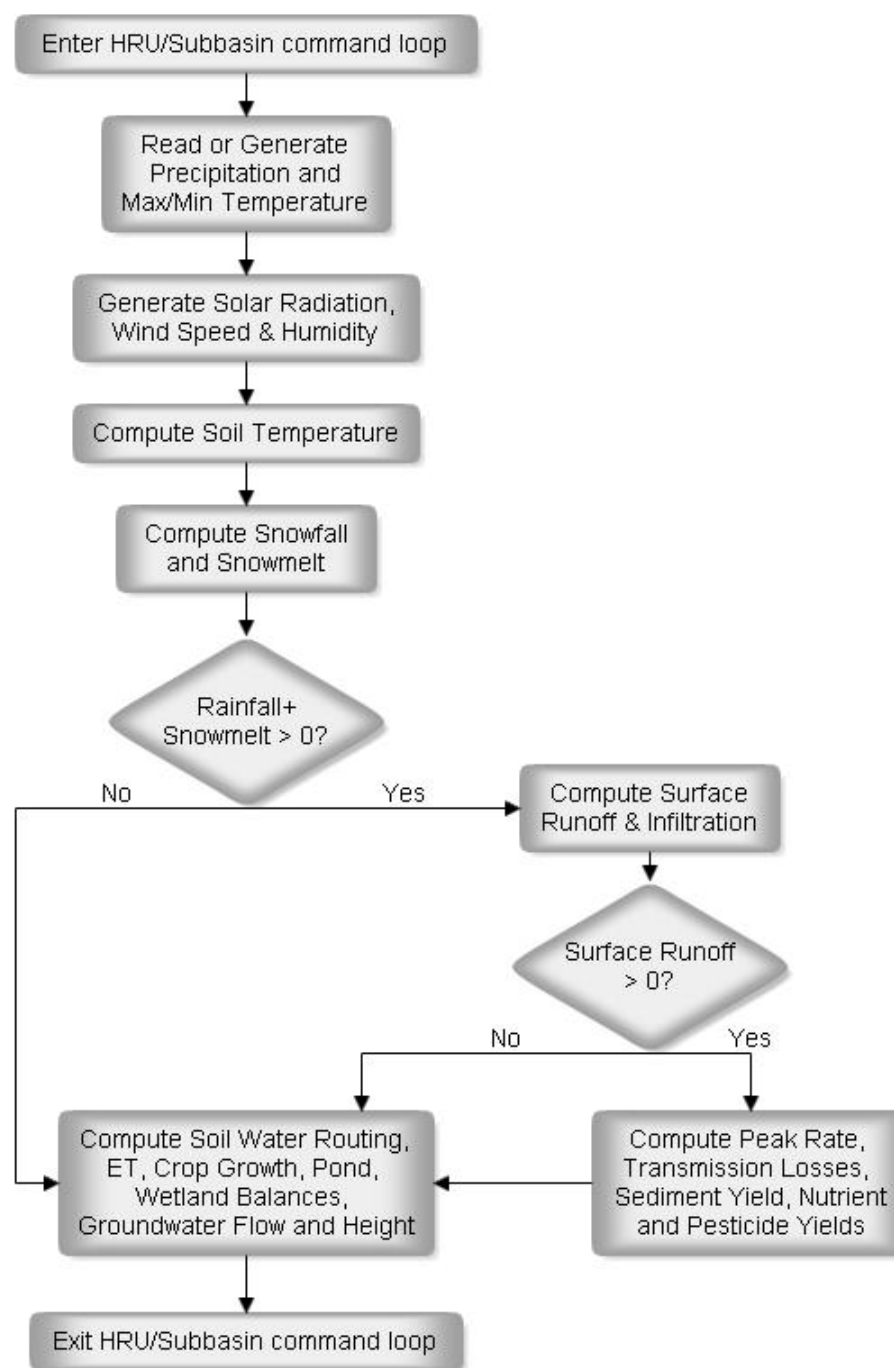 Enter HRU/Subbasin command loop
Read or Generate
Precipitation and
Max/Min Temperature
Generate Solar Radiation,
Wind Speed & Humidity
Compute Soil Temperature
Compute Snowfall
and Snowmelt
Rainfall+
Snowmelt > 0?
No
Yes
Compute Surface
Runoff & Infiltration
Surface Runoff
> 0?
No
Yes
Compute Soil Water Routing,
ET, Crop Growth, Pond,
Wetland Balances,
Groundwater Flow and Height
Compute Peak Rate,
Transmission Losses,
Sediment Yield, Nutrient
and Pesticide Yields
Exit HRU/Subbasin command loop